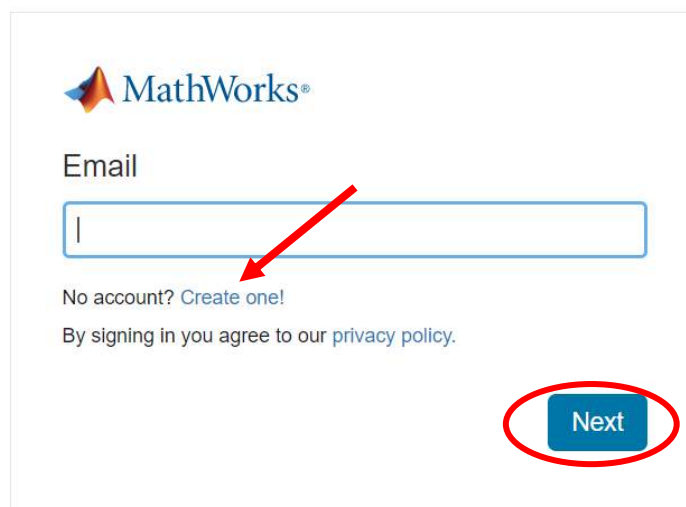 MathWorks®
Email
No account? Create one!
By signing in you agree to our privacy policy.
Next